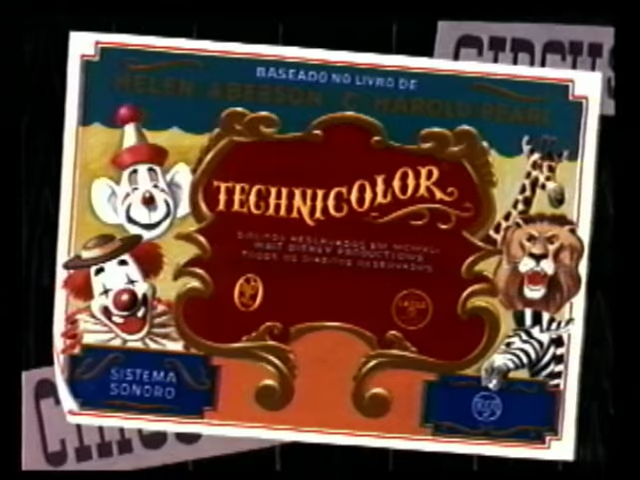 CIRCUS
BASEADO NO LIVRO DE
HELEN ABERSON & HAROLD PEARL
TECHNICOLOR
DIREITOS RESERVADOS EM MCMXLI
WALT DISNEY PRODUCTIONS
TODOS OS DIREITOS RESERVADOS
SISTEMA
SONORO
RCA
CIRCUS